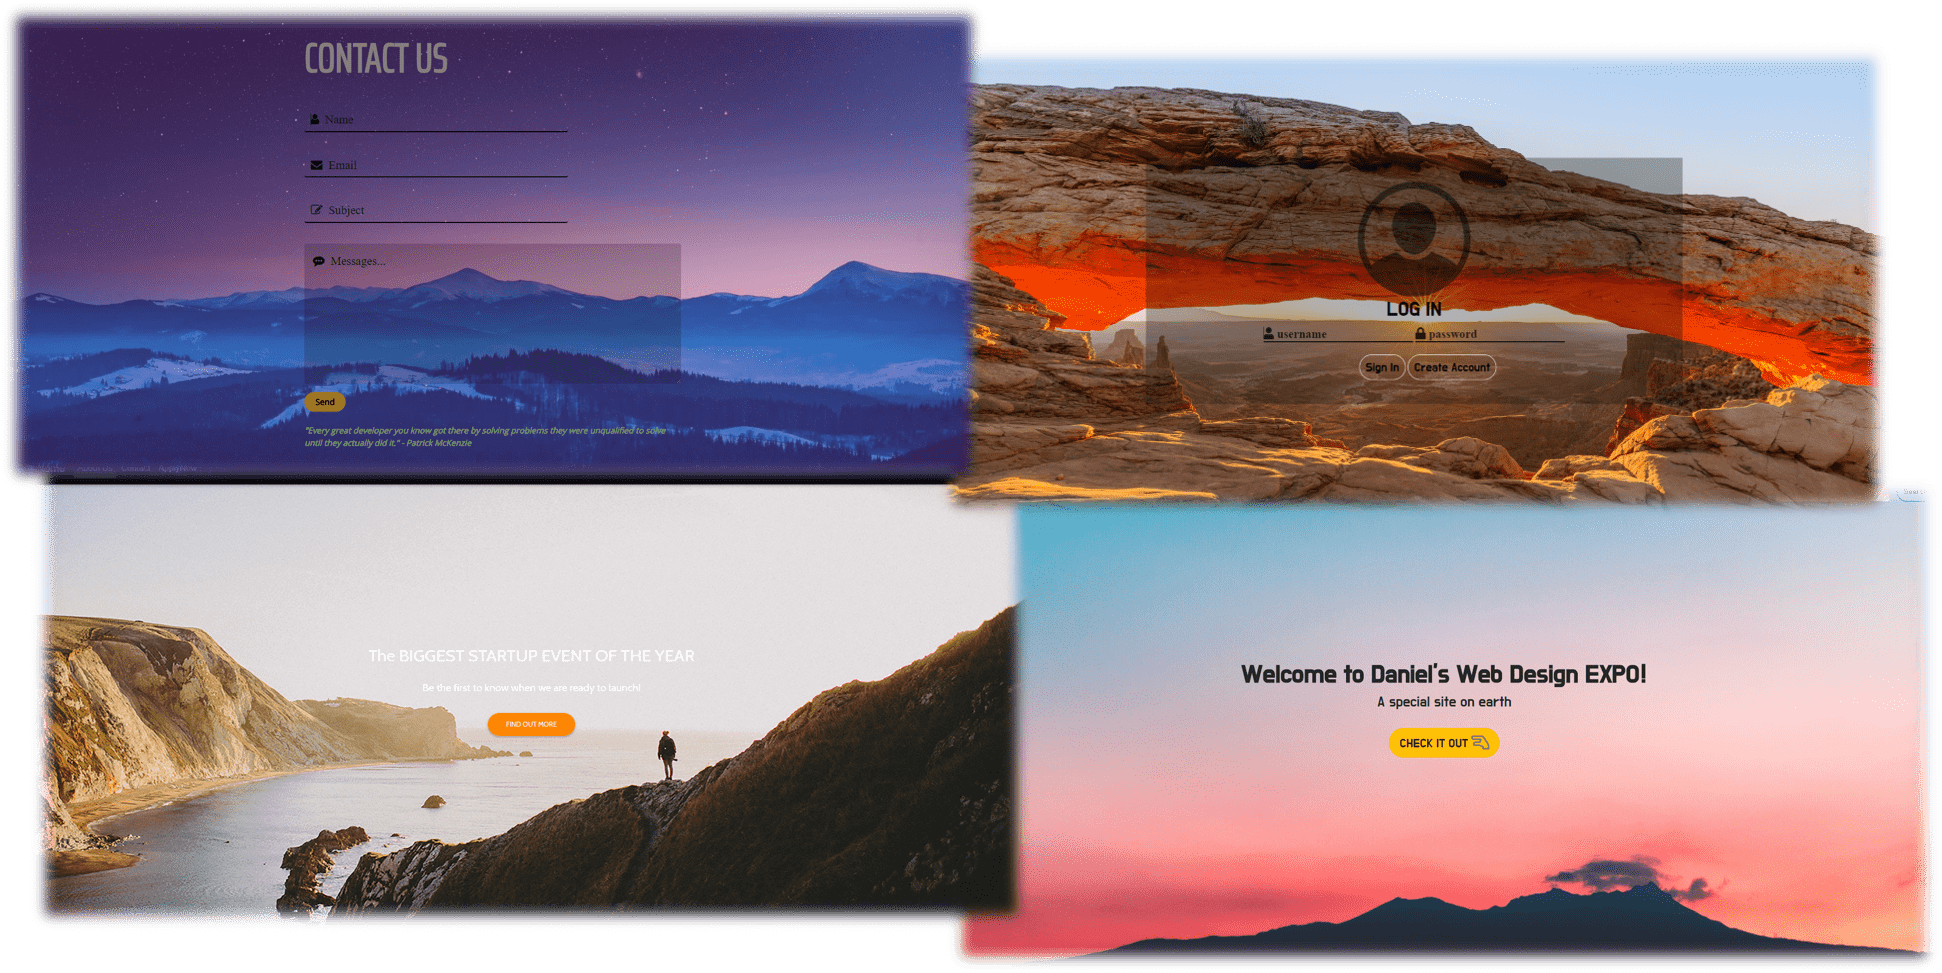 CONTACT US
Name
Email
Subject
Messages...
Send
"Every great developer you know got there by solving problems they were unqualified to solve
until they actually did it." - Patrick McKenzie
LOG IN
username password
Sign In Create Account
The BIGGEST STARTUP EVENT OF THE YEAR
Be the first to know when we are ready to launch!
FIND OUT MORE
Welcome to Daniel's Web Design EXPO!
A special site on earth
CHECK IT OUT